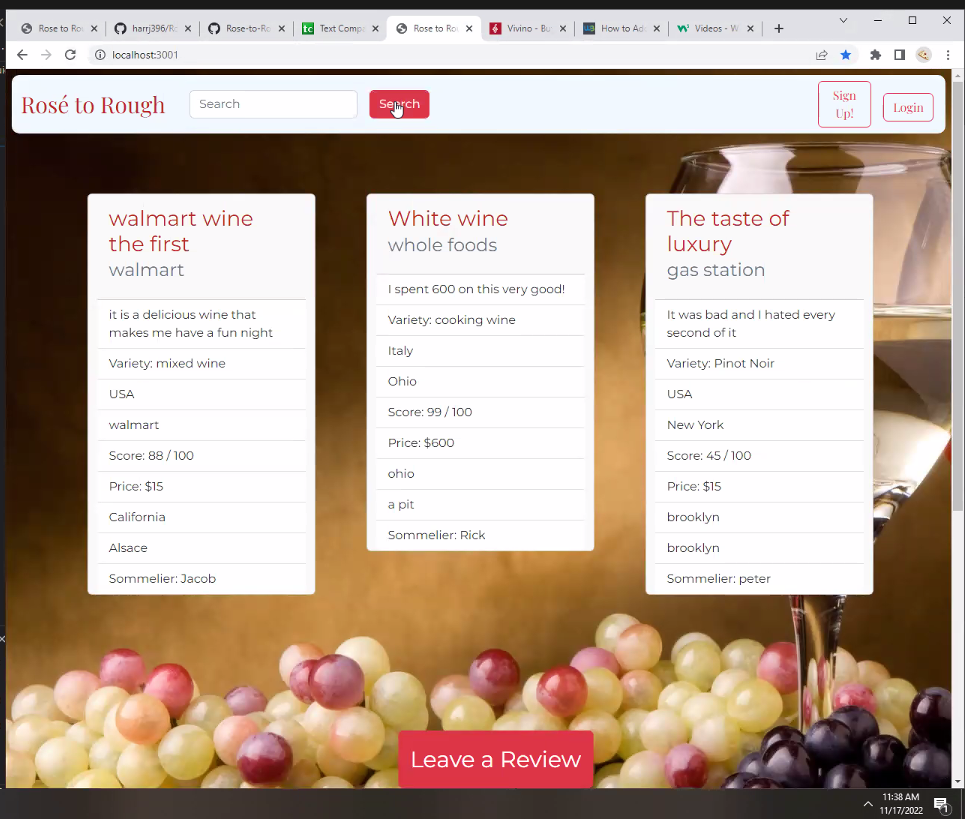 Rose to Ro
harrj396/R
Rose-to-Ro
Text Comp
Rose to Ro
Vivino - Bu
How to Ad
Videos - W
localhost:3001
Rosé to Rough
Search
Search
Sign
Up!
Login
walmart wine
the first
walmart
it is a delicious wine that
makes me have a fun night
Variety: mixed wine
USA
walmart
Score: 88 / 100
Price: $15
California
Alsace
Sommelier: Jacob
White wine
whole foods
I spent 600 on this very good!
Variety: cooking wine
Italy
Ohio
Score: 99 / 100
Price: $600
ohio
a pit
Sommelier: Rick
The taste of
luxury
gas station
It was bad and I hated every
second of it
Variety: Pinot Noir
USA
New York
Score: 45 / 100
Price: $15
brooklyn
brooklyn
Sommelier: peter
Leave a Review
11:38 AM
11/17/2022
1